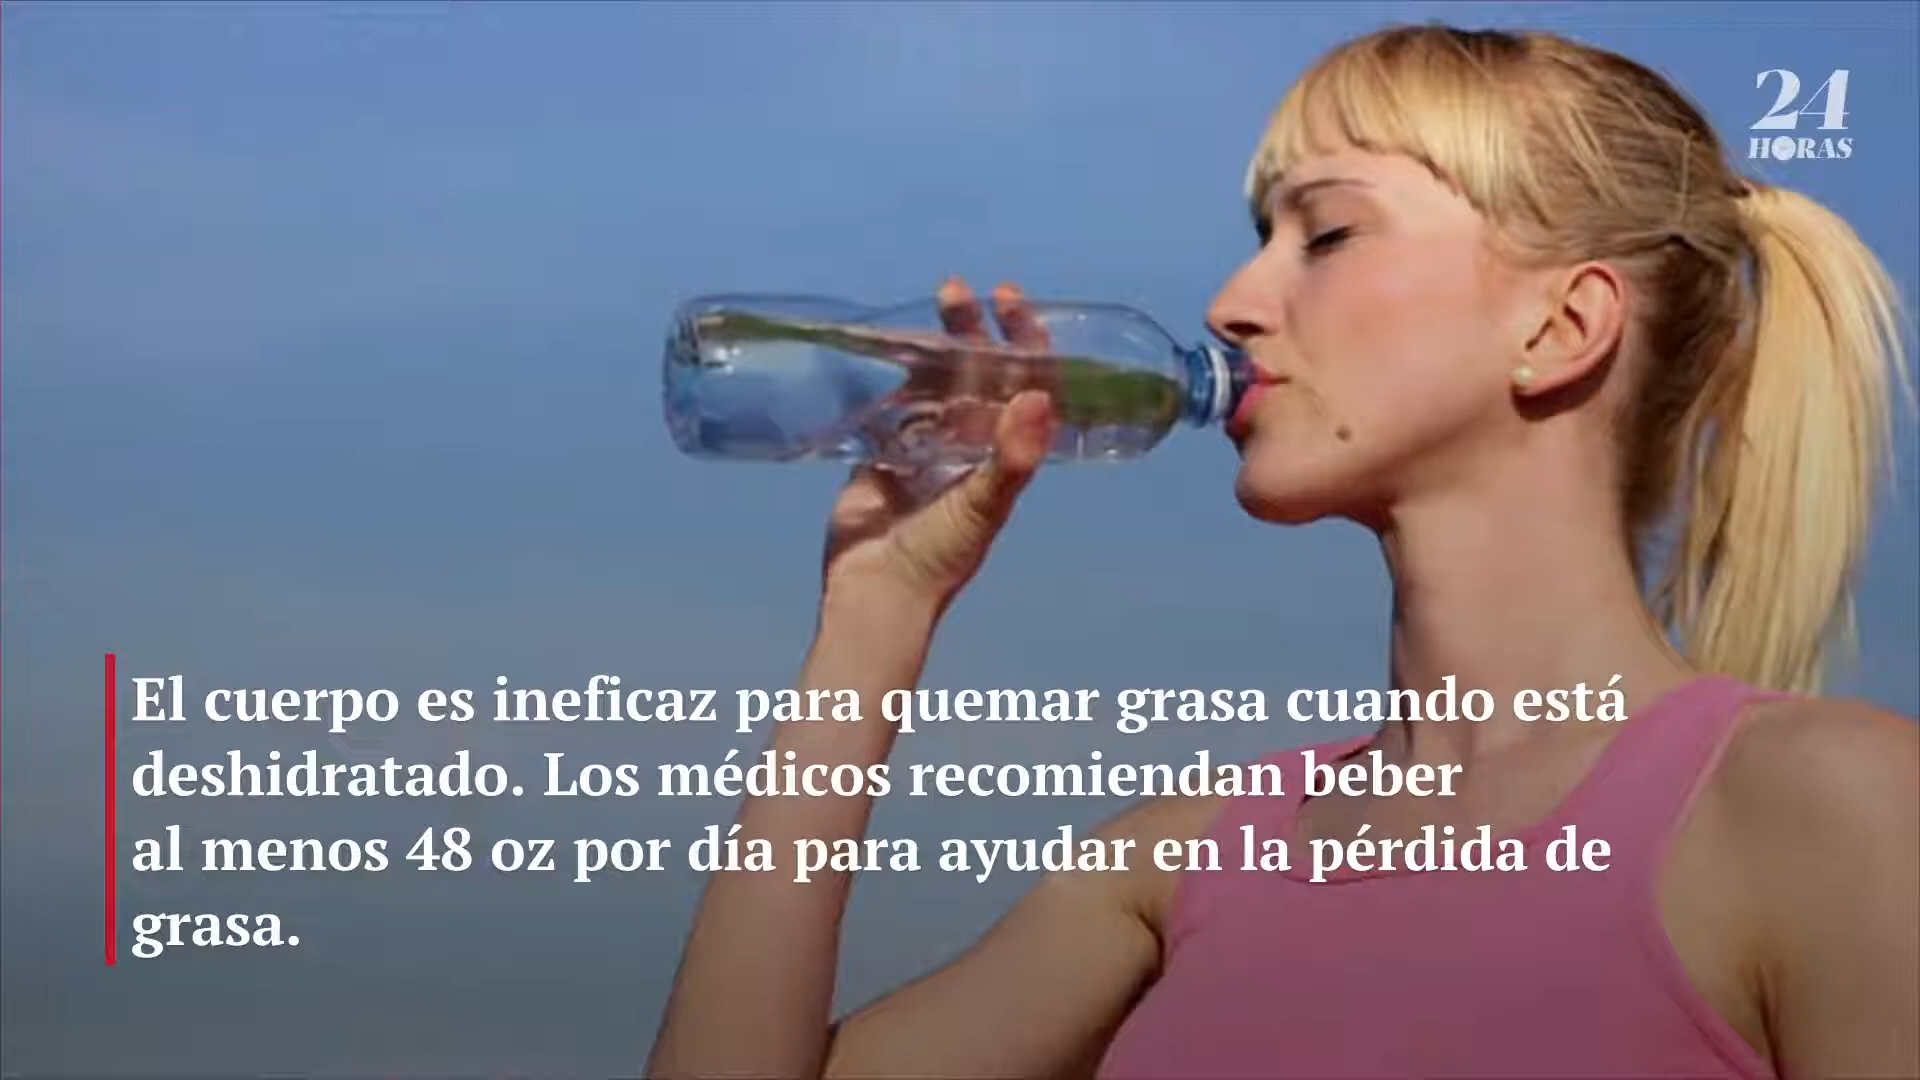 24
HORAS
El cuerpo es ineficaz para quemar grasa cuando está
deshidratado. Los médicos recomiendan beber
al menos 48 oz por día para ayudar en la pérdida de
grasa.